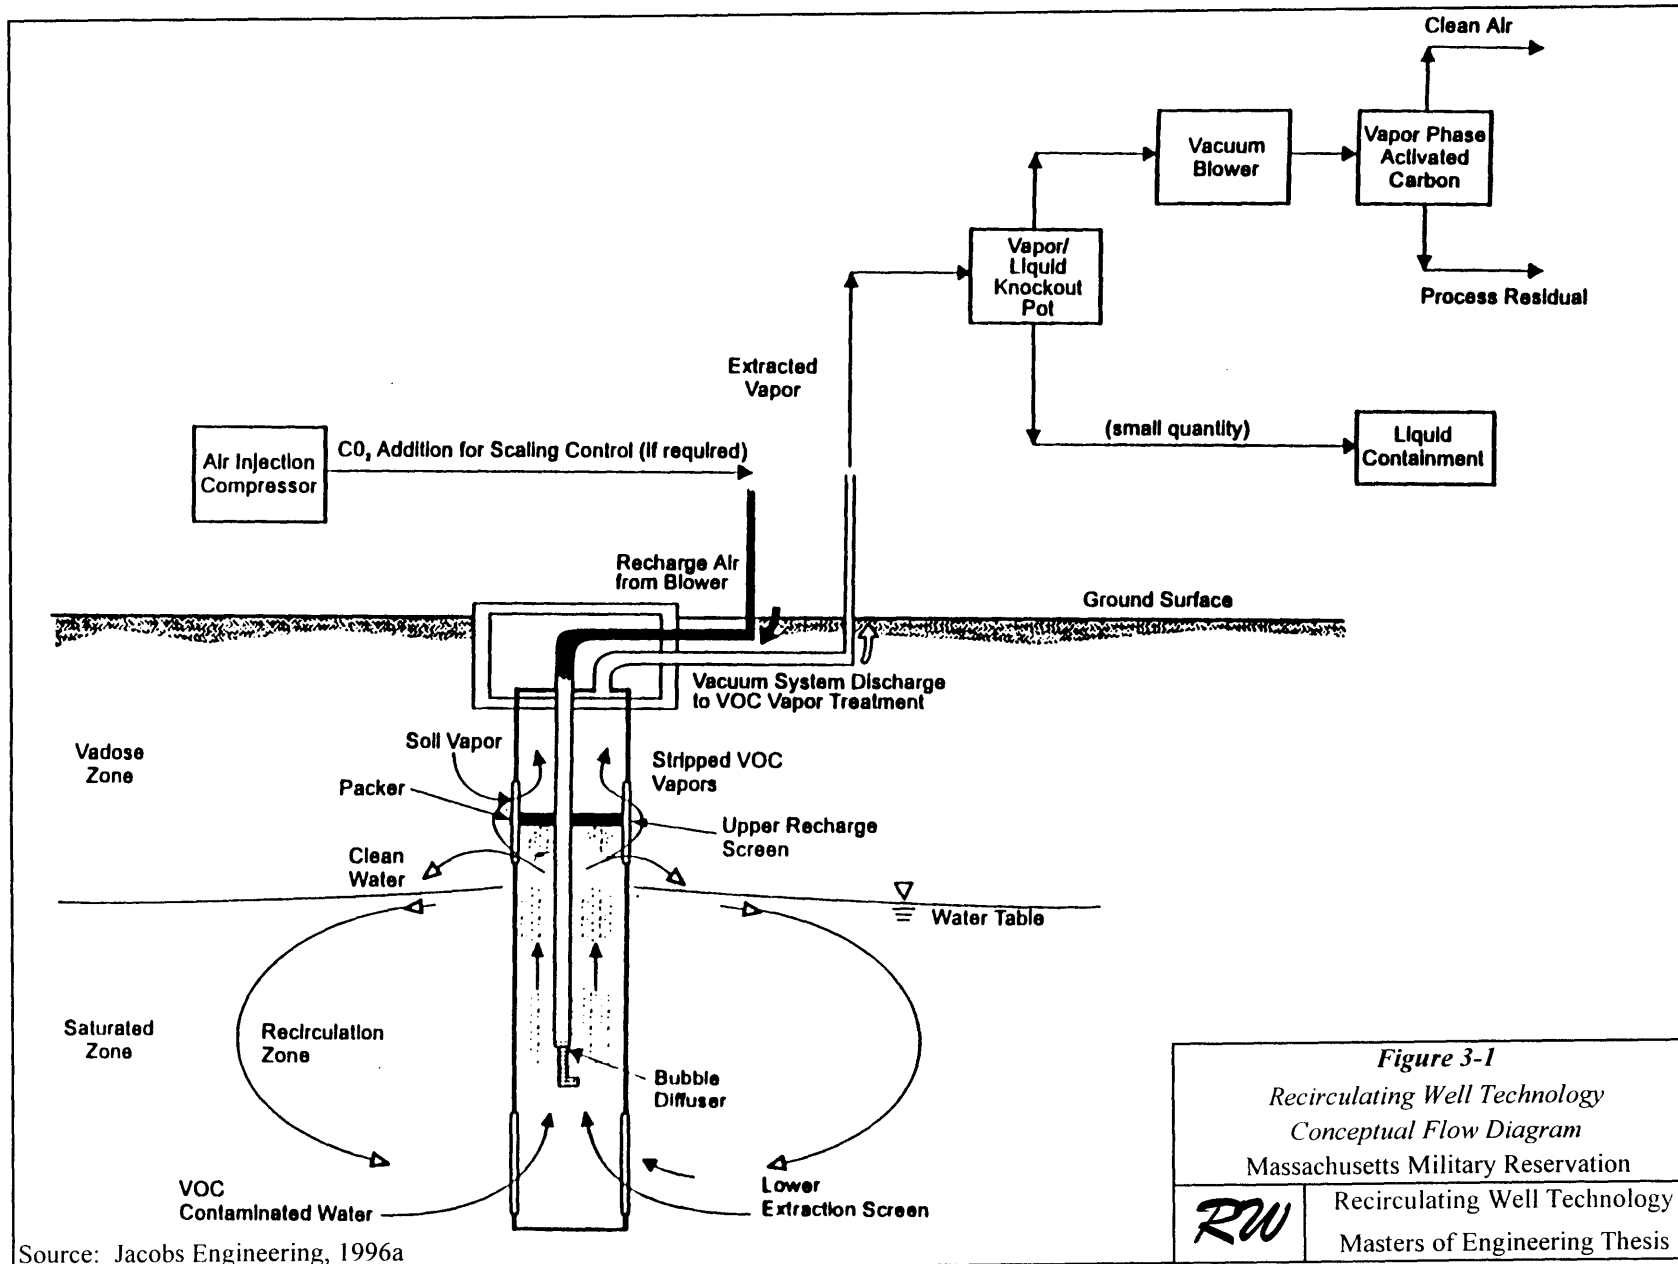 Clean Air
Vacuum
Blower
Vapor Phase
Activated
Carbon
Vapor/
Liquid
Knockout
Pot
Process Residual
Extracted
Vapor
(small quantity)
Liquid
Containment
Air Injection
Compressor
C0₂ Addition for Scaling Control (if required)
Recharge Air
from Blower
Ground Surface
Vacuum System Discharge
to VOC Vapor Treatment
Vadose
Zone
Soil Vapor
Packer
Stripped VOC
Vapors
Upper Recharge
Screen
Clean
Water
Water Table
Saturated
Zone
Recirculation
Zone
Bubble
Diffuser
VOC
Contaminated Water
Lower
Extraction Screen
Source: Jacobs Engineering, 1996a
Figure 3-1
Recirculating Well Technology
Conceptual Flow Diagram
Massachusetts Military Reservation
RW
Recirculating Well Technology
Masters of Engineering Thesis